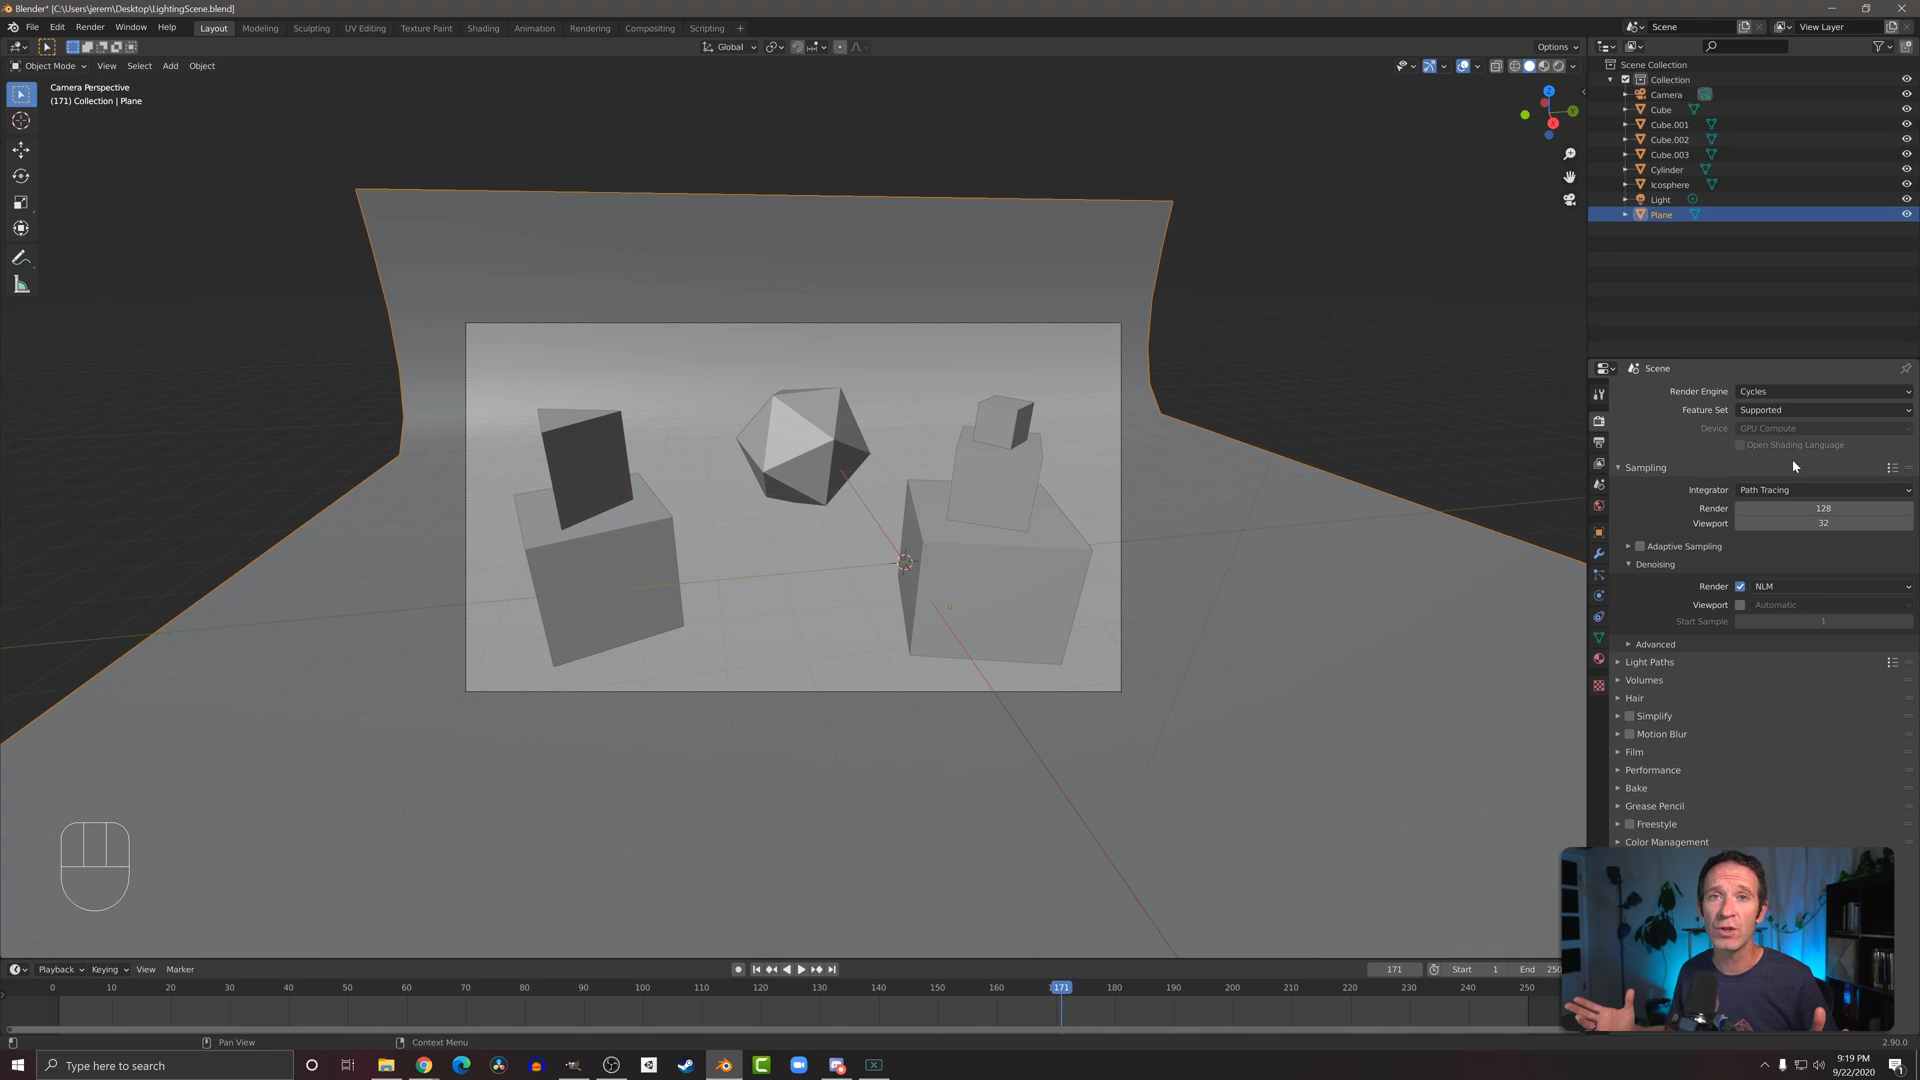 Blender* [C:\Users\jerem\Desktop\LightingScene.blend]
File Edit Render Window Help Layout Modeling Sculpting UV Editing Texture Paint Shading Animation Rendering Compositing Scripting + Scene View Layer
Global Options
Object Mode View Select Add Object
Camera Perspective
(171) Collection | Plane
Z
Y
X
Scene Collection
Collection
Camera
Cube
Cube.001
Cube.002
Cube.003
Cylinder
Icosphere
Light
Plane
Scene
Render Engine Cycles
Feature Set Supported
Device GPU Compute
Open Shading Language
Sampling
Integrator Path Tracing
Render 128
Viewport 32
Adaptive Sampling
Denoising
Render NLM
Viewport Automatic
Start Sample 1
Advanced
Light Paths
Volumes
Hair
Simplify
Motion Blur
Film
Performance
Bake
Grease Pencil
Freestyle
Color Management
Playback Keying View Marker 171 Start 1 End 250
0 10 20 30 40 50 60 70 80 90 100 110 120 130 140 150 160 171 180 190 200 210 220 230 240 250
Pan View Context Menu 2.90.0
Type here to search
9:19 PM
9/22/2020